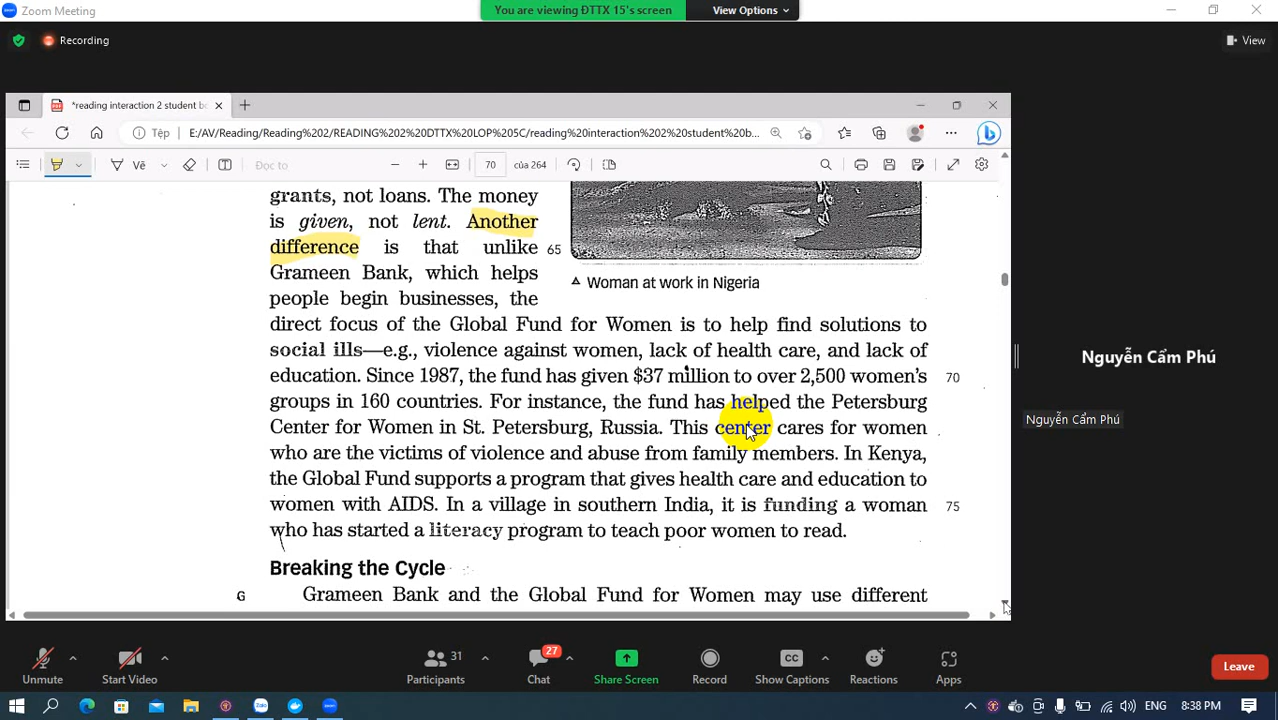 Zoom Meeting
You are viewing ĐTTX 15's screen
View Options
Recording
View
*reading interaction 2 student bo
Tệp
E:/AV/Reading/Reading%202/READING%202%20DTTX%20LOP%205C/reading%20interaction%202%20student%20b...
Vẽ
Đọc to
70
của 264
grants, not loans. The money
is given, not lent. Another
difference is that unlike
65
Grameen Bank, which helps
people begin businesses, the
Woman at work in Nigeria
direct focus of the Global Fund for Women is to help find solutions to
social ills—e.g., violence against women, lack of health care, and lack of
education. Since 1987, the fund has given $37 million to over 2,500 women's
70
groups in 160 countries. For instance, the fund has helped the Petersburg
Center for Women in St. Petersburg, Russia. This center cares for women
who are the victims of violence and abuse from family members. In Kenya,
the Global Fund supports a program that gives health care and education to
women with AIDS. In a village in southern India, it is funding a woman
75
who has started a literacy program to teach poor women to read.
Breaking the Cycle
G
Grameen Bank and the Global Fund for Women may use different
Nguyễn Cẩm Phú
Nguyễn Cẩm Phú
Unmute
Start Video
31
Participants
27
Chat
Share Screen
Record
CC
Show Captions
Reactions
Apps
Leave
Zalo
zoom
ENG
8:38 PM